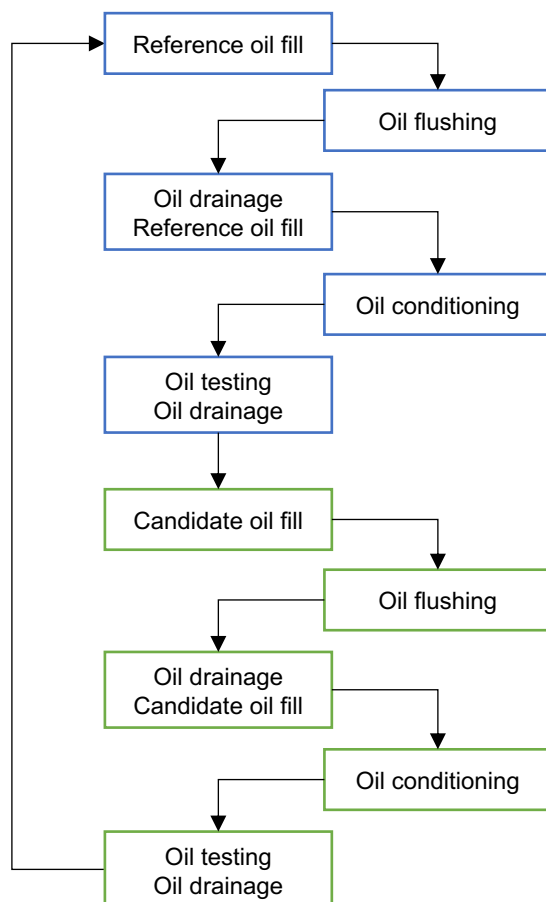 Reference oil fill
Oil flushing
Oil drainage
Reference oil fill
Oil conditioning
Oil testing
Oil drainage
Candidate oil fill
Oil flushing
Oil drainage
Candidate oil fill
Oil conditioning
Oil testing
Oil drainage